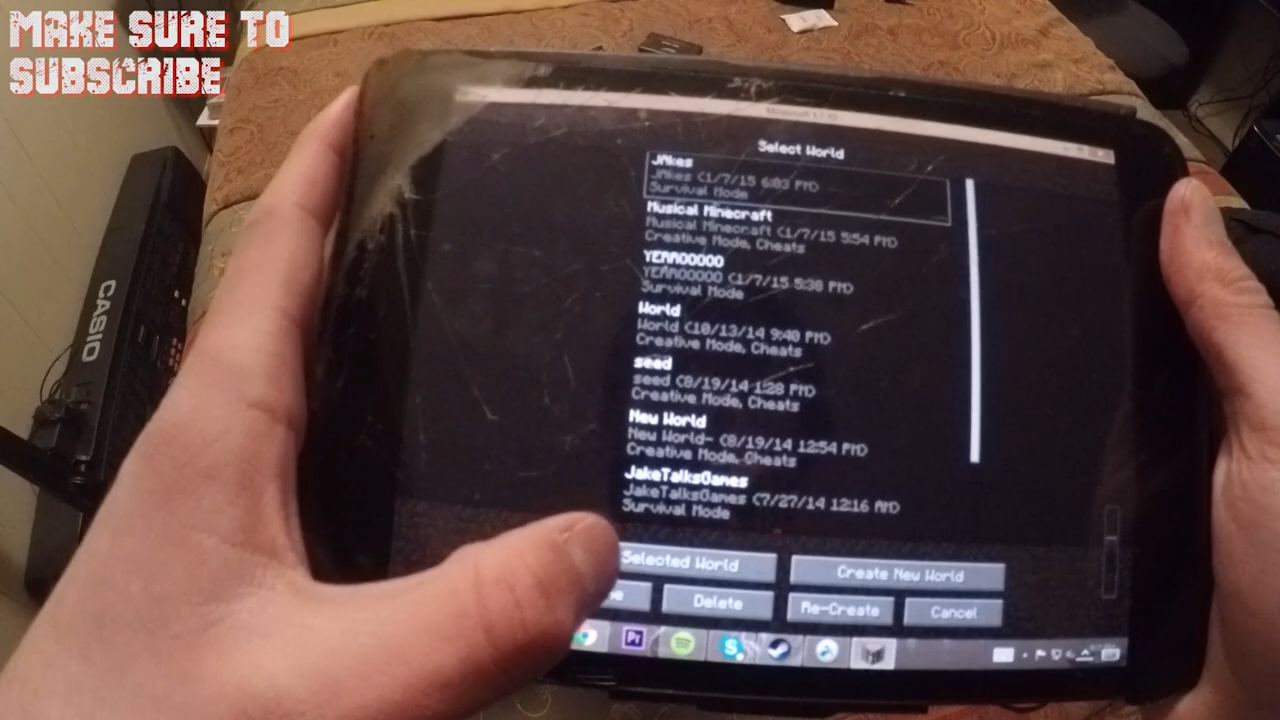 MAKE SURE TO
SUBSCRIBE
CASIO
Select World
JAkes
JAkes (1/7/15 6:03 PM)
Survival Mode
Musical Minecraft
Musical Minecraft (1/7/15 5:54 PM)
Creative Mode, Cheats
YEAAOOOOO
YEAAOOOOO (1/7/15 5:38 PM)
Survival Mode
World
World (10/13/14 9:40 PM)
Creative Mode, Cheats
seed
seed (8/19/14 1:28 PM)
Creative Mode, Cheats
New World
New World- (8/19/14 12:54 PM)
Creative Mode, Cheats
JakeTalksGames
JakeTalksGames (7/27/14 12:16 AM)
Survival Mode
Selected World
Create New World
Delete
Re-Create
Cancel
Pr